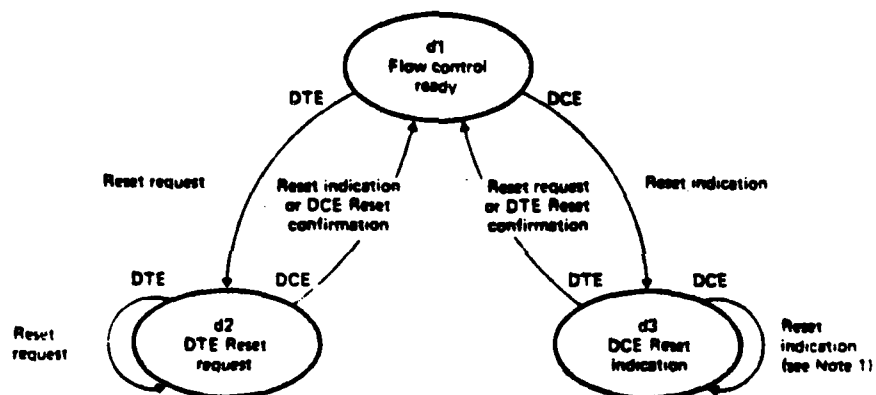 d1
Flow control
ready
DTE
DCE
Reset request
Reset indication
or DCE Reset
confirmation
Reset request
or DTE Reset
confirmation
Reset indication
DTE
DCE
DTE
DCE
Reset
request
d2
DTE Reset
request
d3
DCE Reset
indication
Reset
indication
(see Note 1)